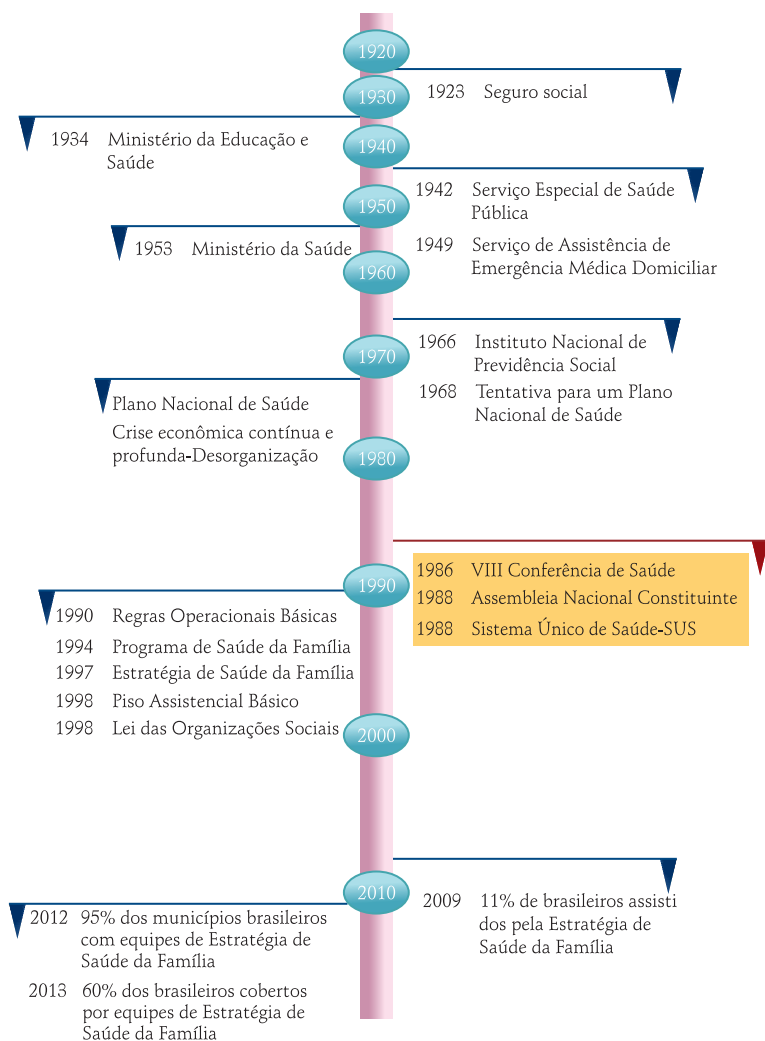 1920
1923 Seguro social
1930
1934 Ministério da Educação e
Saúde
1940
1942 Serviço Especial de Saúde
Pública
1949 Serviço de Assistência de
Emergência Médica Domiciliar
1950
1953 Ministério da Saúde
1960
1966 Instituto Nacional de
Previdência Social
1968 Tentativa para um Plano
Nacional de Saúde
1970
Plano Nacional de Saúde
Crise econômica contínua e
profunda-Desorganização
1980
1986 VIII Conferência de Saúde
1988 Assembleia Nacional Constituinte
1988 Sistema Único de Saúde-SUS
1990
1990 Regras Operacionais Básicas
1994 Programa de Saúde da Família
1997 Estratégia de Saúde da Família
1998 Piso Assistencial Básico
1998 Lei das Organizações Sociais
2000
2009 11% de brasileiros assisti
dos pela Estratégia de
Saúde da Família
2010
2012 95% dos municípios brasileiros
com equipes de Estratégia de
Saúde da Família
2013 60% dos brasileiros cobertos
por equipes de Estratégia de
Saúde da Família